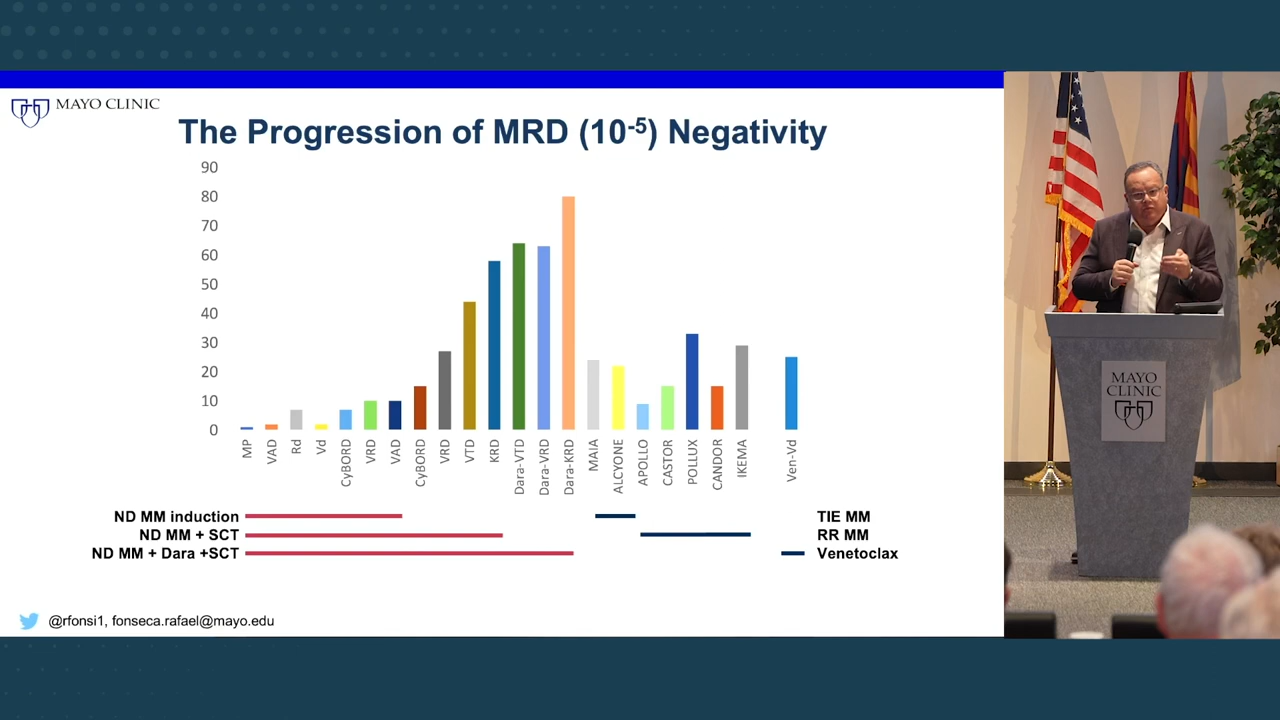 MAYO CLINIC
The Progression of MRD (10-5) Negativity
90
80
70
60
50
40
30
20
10
0
MP
VAD
Rd
Vd
CyBORD
VRD
VAD
CyBORD
VRD
VTD
KRD
Dara-VTD
Dara-VRD
Dara-KRD
MAIA
ALCYONE
APOLLO
CASTOR
POLLUX
CANDOR
IKEMA
Ven-Vd
ND MM induction
ND MM + SCT
ND MM + Dara +SCT
TIE MM
RR MM
Venetoclax
@rfonsi1, fonseca.rafael@mayo.edu
MAYO
CLINIC